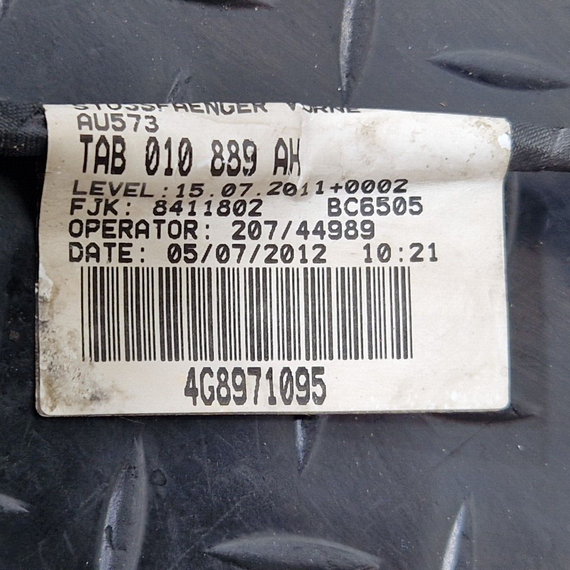 STOSSFAENGER VORNE
AU573
TAB 010 889 AH
LEVEL:15.07.2011+0002
FJK: 8411802 BC6505
OPERATOR: 207/44989
DATE: 05/07/2012 10:21
4G8971095